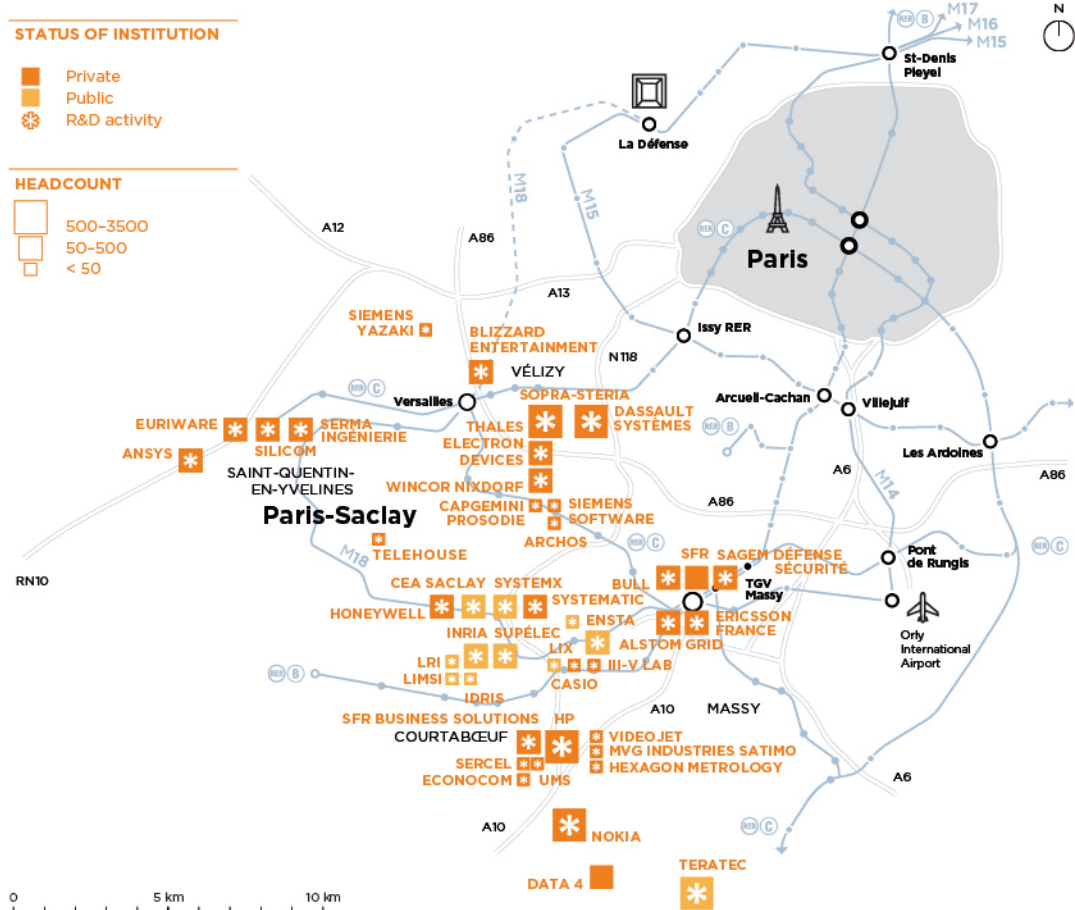 STATUS OF INSTITUTION
Private
Public
R&D activity
HEADCOUNT
500-3500
50-500
< 50
RER B
M17
M16
M15
N
St-Denis
Pleyel
La Défense
M18
M15
A12
A86
RER C
Paris
A13
SIEMENS
YAZAKI
BLIZZARD
ENTERTAINMENT
Issy RER
N118
VÉLIZY
RER C
Versailles
SOPRA-STERIA
Arcueil-Cachan
Villejuif
EURIWARE
SERMA
INGÉNIERIE
SILICOM
THALES
ELECTRON
DEVICES
DASSAULT
SYSTÈMES
RER B
Les Ardoines
ANSYS
SAINT-QUENTIN-
EN-YVELINES
A6
A86
M14
WINCOR NIXDORF
Paris-Saclay
CAPGEMINI
PROSODIE
SIEMENS
SOFTWARE
A86
ARCHOS
RER C
RER C
M18
TELEHOUSE
SFR
SAGEM DÉFENSE
SÉCURITÉ
Pont
de Rungis
RN10
CEA SACLAY
SYSTEMX
BULL
TGV
Massy
HONEYWELL
SYSTEMATIC
ENSTA
ERICSSON
FRANCE
INRIA
SUPÉLEC
ALSTOM GRID
Orly
International
Airport
LRI
LIX
III-V LAB
RER B
LIMSI
CASIO
IDRIS
A10
MASSY
SFR BUSINESS SOLUTIONS
HP
COURTABŒUF
VIDEOJET
MVG INDUSTRIES SATIMO
SERCEL
HEXAGON METROLOGY
ECONOCOM
UMS
A6
A10
NOKIA
RER C
TERATEC
DATA 4
0
5 km
10 km